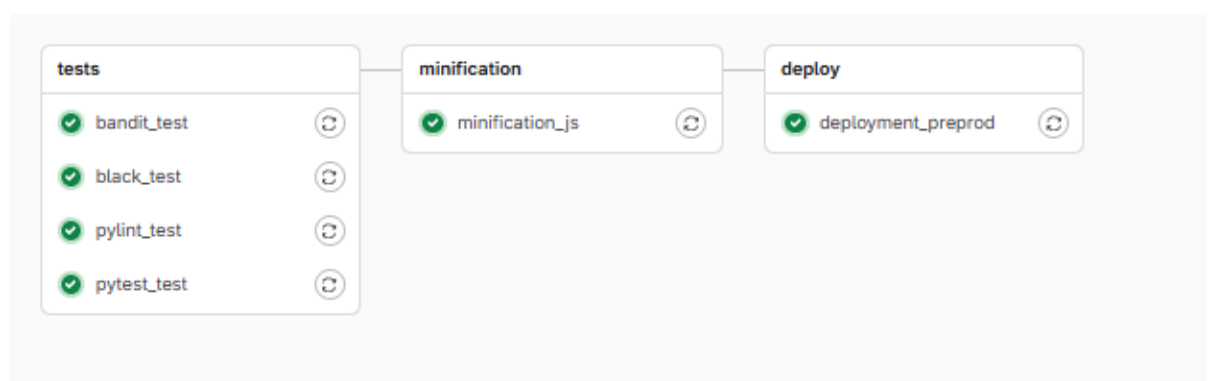 tests
bandit_test
black_test
pylint_test
pytest_test
minification
minification_js
deploy
deployment_preprod